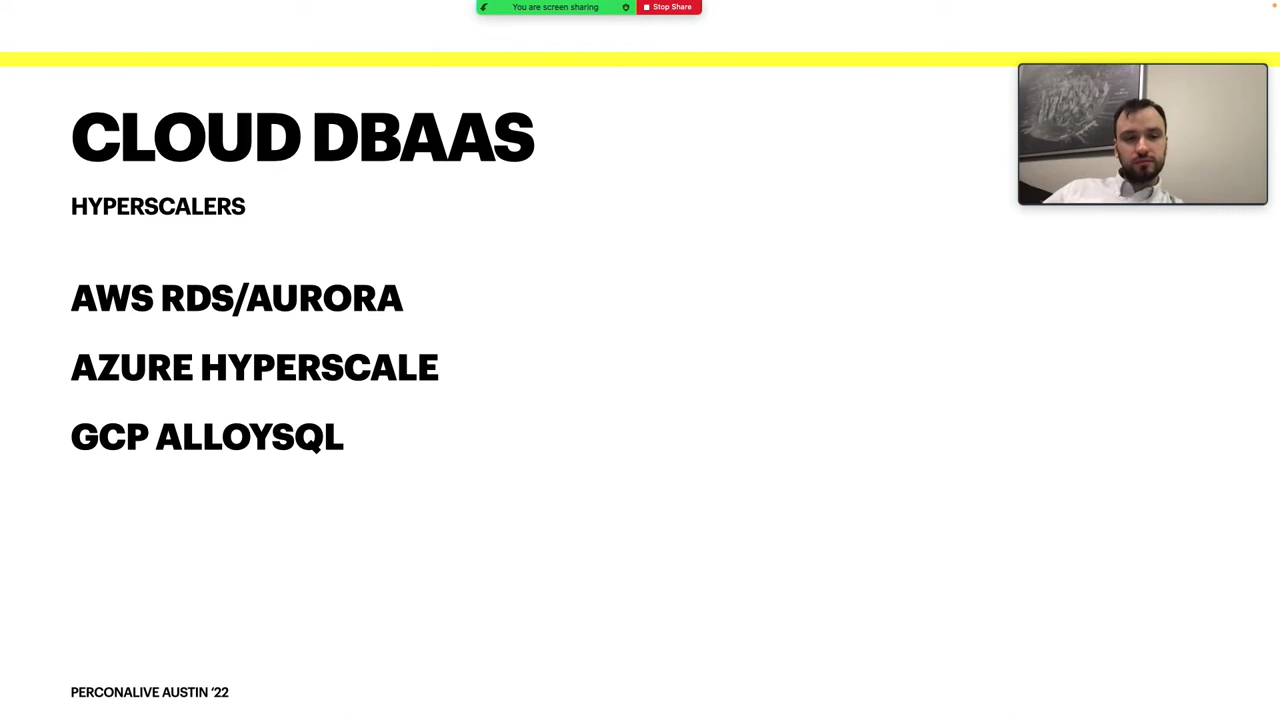 You are screen sharing
Stop Share
CLOUD DBAAS
HYPERSCALERS
AWS RDS/AURORA
AZURE HYPERSCALE
GCP ALLOYSQL
PERCONALIVE AUSTIN ‘22